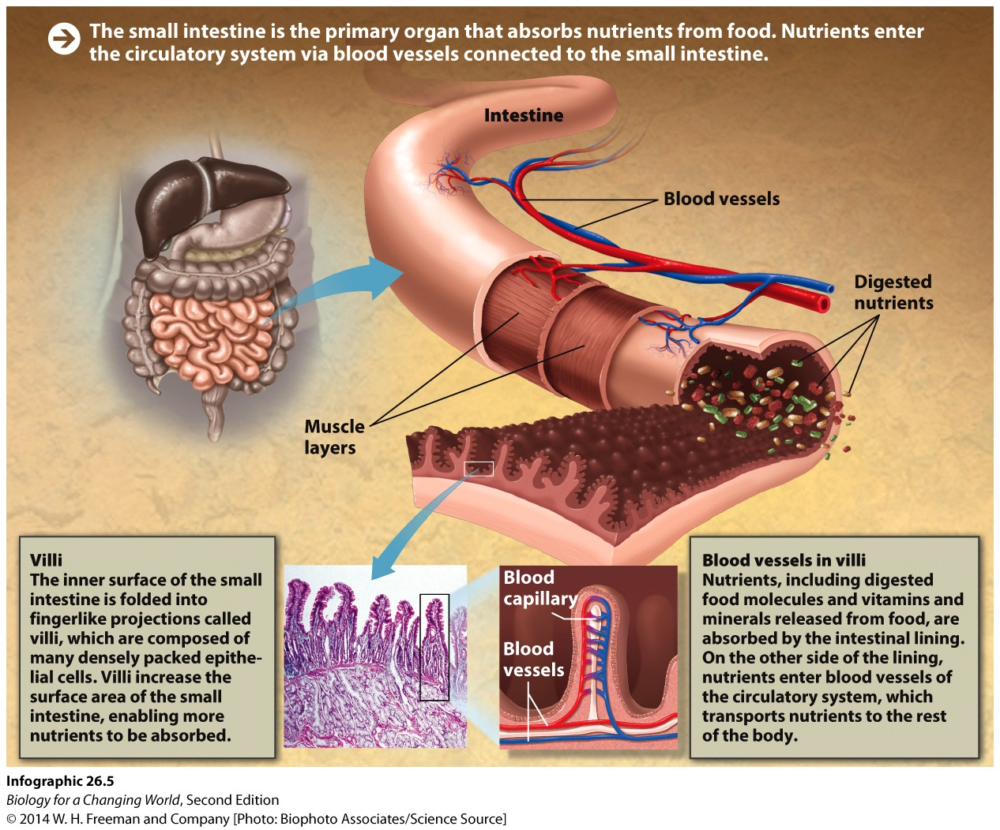 The small intestine is the primary organ that absorbs nutrients from food. Nutrients enter
the circulatory system via blood vessels connected to the small intestine.
Intestine
Blood vessels
Digested
nutrients
Muscle
layers
Villi
The inner surface of the small
intestine is folded into
fingerlike projections called
villi, which are composed of
many densely packed epithe-
lial cells. Villi increase the
surface area of the small
intestine, enabling more
nutrients to be absorbed.
Blood
capillary
Blood
vessels
Blood vessels in villi
Nutrients, including digested
food molecules and vitamins and
minerals released from food, are
absorbed by the intestinal lining.
On the other side of the lining,
nutrients enter blood vessels of
the circulatory system, which
transports nutrients to the rest
of the body.
Infographic 26.5
Biology for a Changing World, Second Edition
© 2014 W. H. Freeman and Company [Photo: Biophoto Associates/Science Source]